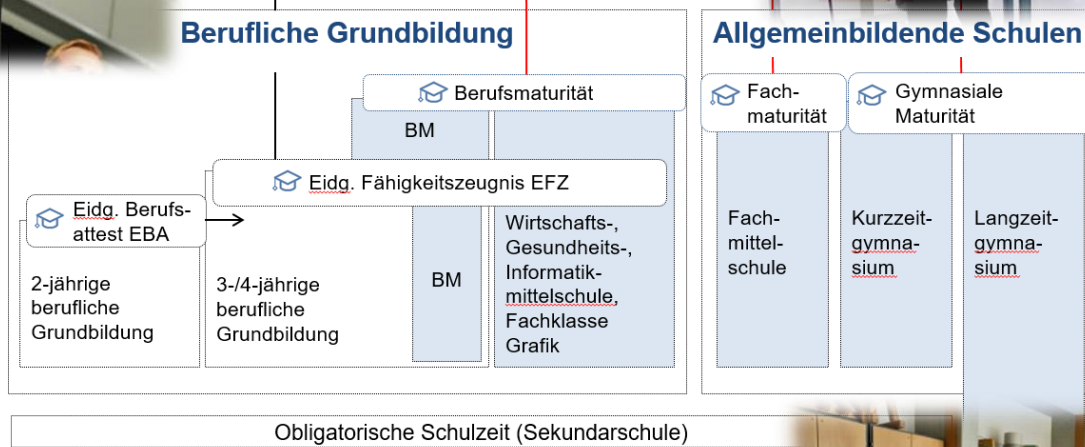 Berufliche Grundbildung
Allgemeinbildende Schulen
Berufsmaturität
BM
Eidg. Fähigkeitszeugnis EFZ
Eidg. Berufs-
attest EBA
2-jährige
berufliche
Grundbildung
3-/4-jährige
berufliche
Grundbildung
BM
Wirtschafts-,
Gesundheits-,
Informatik-
mittelschule,
Fachklasse
Grafik
Fach-
maturität
Gymnasiale
Maturität
Fach-
mittel-
schule
Kurzzeit-
gymna-
sium
Langzeit-
gymna-
sium
Obligatorische Schulzeit (Sekundarschule)